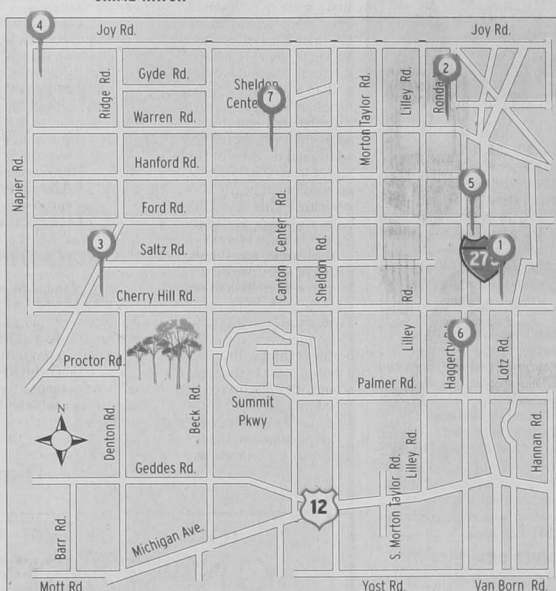 4
Joy Rd.
Joy Rd.
Ridge Rd.
Gyde Rd.
Sheldon
Center
7
Morton Taylor Rd.
Lilley Rd.
2
Ronda
Warren Rd.
Napier Rd.
Hanford Rd.
Ford Rd.
5
3
Saltz Rd.
Canton Center Rd.
Sheldon Rd.
275
1
Cherry Hill Rd.
Lilley Rd.
6
Haggerty Rd.
Lotz Rd.
Proctor Rd.
Beck Rd.
Summit
Pkwy
Palmer Rd.
N
Denton Rd.
Geddes Rd.
S. Morton Taylor Rd.
Lilley Rd.
Hannan Rd.
12
Barr Rd.
Michigan Ave.
Mott Rd.
Yost Rd.
Van Born Rd.